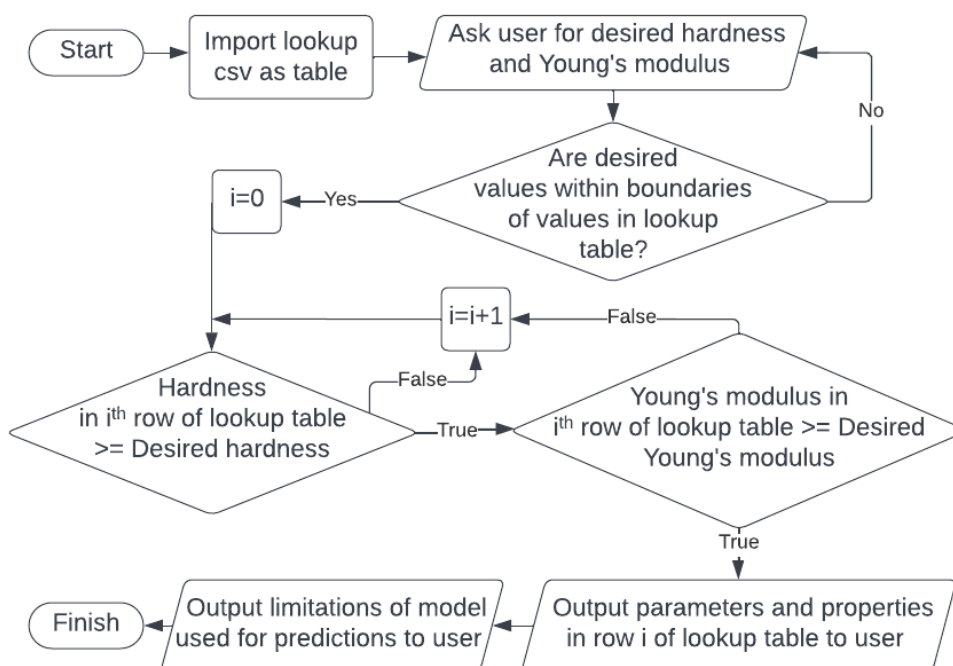 Start
Import lookup
csv as table
Ask user for desired hardness
and Young's modulus
No
Are desired
values within boundaries
of values in lookup
table?
Yes
i=0
i=i+1
False
False
Hardness
in iᵗʰ row of lookup table
>= Desired hardness
True
Young's modulus in
iᵗʰ row of lookup table >= Desired
Young's modulus
True
Output parameters and properties
in row i of lookup table to user
Output limitations of model
used for predictions to user
Finish